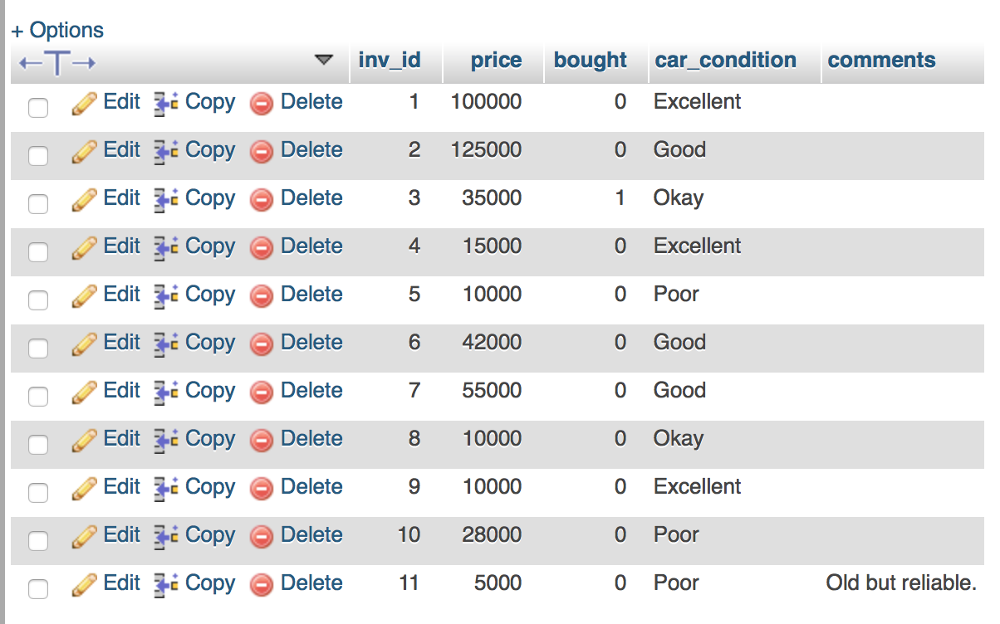 + Options
inv_id price bought car_condition comments
Edit Copy Delete 1 100000 0 Excellent
Edit Copy Delete 2 125000 0 Good
Edit Copy Delete 3 35000 1 Okay
Edit Copy Delete 4 15000 0 Excellent
Edit Copy Delete 5 10000 0 Poor
Edit Copy Delete 6 42000 0 Good
Edit Copy Delete 7 55000 0 Good
Edit Copy Delete 8 10000 0 Okay
Edit Copy Delete 9 10000 0 Excellent
Edit Copy Delete 10 28000 0 Poor
Edit Copy Delete 11 5000 0 Poor Old but reliable.